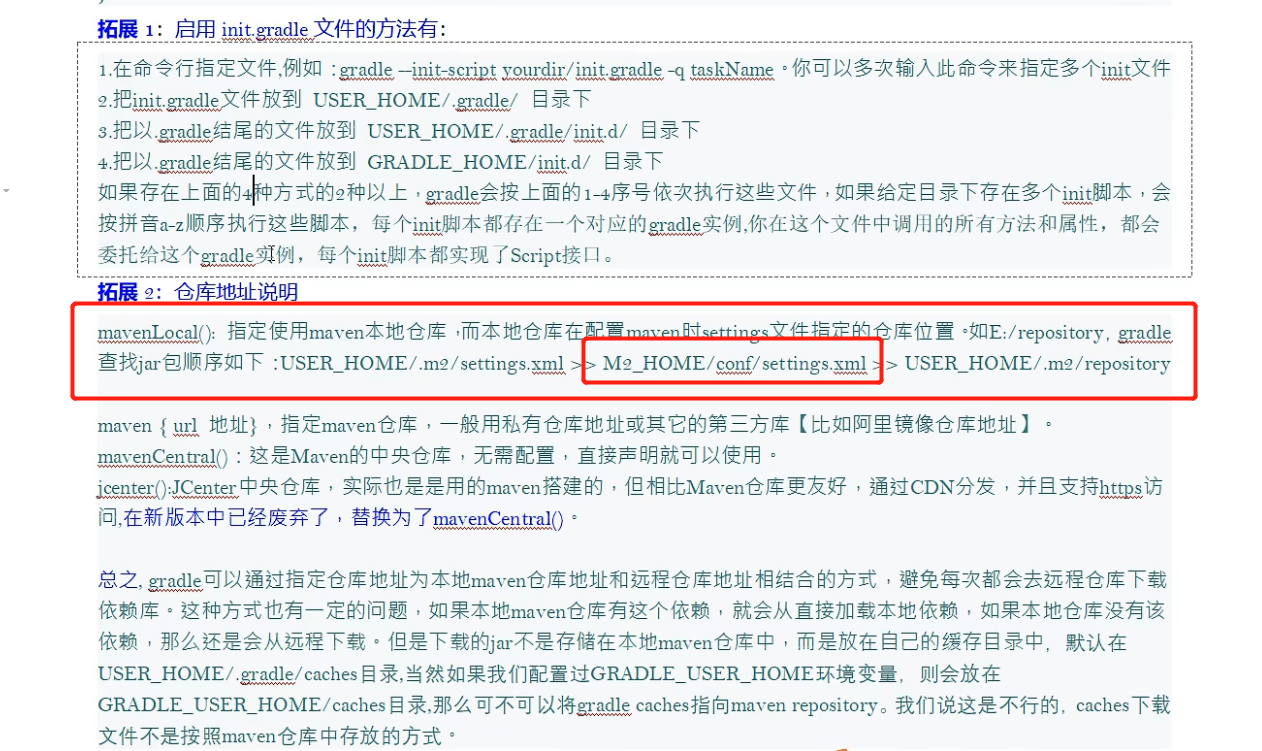 拓展 1：启用 init.gradle 文件的方法有：
1.在命令行指定文件,例如：gradle --init-script yourdir/init.gradle -q taskName。你可以多次输入此命令来指定多个init文件
2.把init.gradle文件放到 USER_HOME/.gradle/ 目录下
3.把以.gradle结尾的文件放到 USER_HOME/.gradle/init.d/ 目录下
4.把以.gradle结尾的文件放到 GRADLE_HOME/init.d/ 目录下
如果存在上面的4种方式的2种以上，gradle会按上面的1-4序号依次执行这些文件，如果给定目录下存在多个init脚本，会
按拼音a-z顺序执行这些脚本，每个init脚本都存在一个对应的gradle实例,你在这个文件中调用的所有方法和属性，都会
委托给这个gradle实例，每个init脚本都实现了Script接口。
拓展 2：仓库地址说明
mavenLocal(): 指定使用maven本地仓库，而本地仓库在配置maven时settings文件指定的仓库位置。如E:/repository, gradle
查找jar包顺序如下：USER_HOME/.m2/settings.xml >> M2_HOME/conf/settings.xml >> USER_HOME/.m2/repository
maven { url 地址}，指定maven仓库，一般用私有仓库地址或其它的第三方库【比如阿里镜像仓库地址】。
mavenCentral()：这是Maven的中央仓库，无需配置，直接声明就可以使用。
jcenter():JCenter中央仓库，实际也是是用的maven搭建的，但相比Maven仓库更友好，通过CDN分发，并且支持https访
问,在新版本中已经废弃了，替换为了mavenCentral()。
总之, gradle可以通过指定仓库地址为本地maven仓库地址和远程仓库地址相结合的方式，避免每次都会去远程仓库下载
依赖库。这种方式也有一定的问题，如果本地maven仓库有这个依赖，就会从直接加载本地依赖，如果本地仓库没有该
依赖，那么还是会从远程下载。但是下载的jar不是存储在本地maven仓库中，而是放在自己的缓存目录中，默认在
USER_HOME/.gradle/caches目录,当然如果我们配置过GRADLE_USER_HOME环境变量，则会放在
GRADLE_USER_HOME/caches目录,那么可不可以将gradle caches指向maven repository。我们说这是不行的，caches下载
文件不是按照maven仓库中存放的方式。